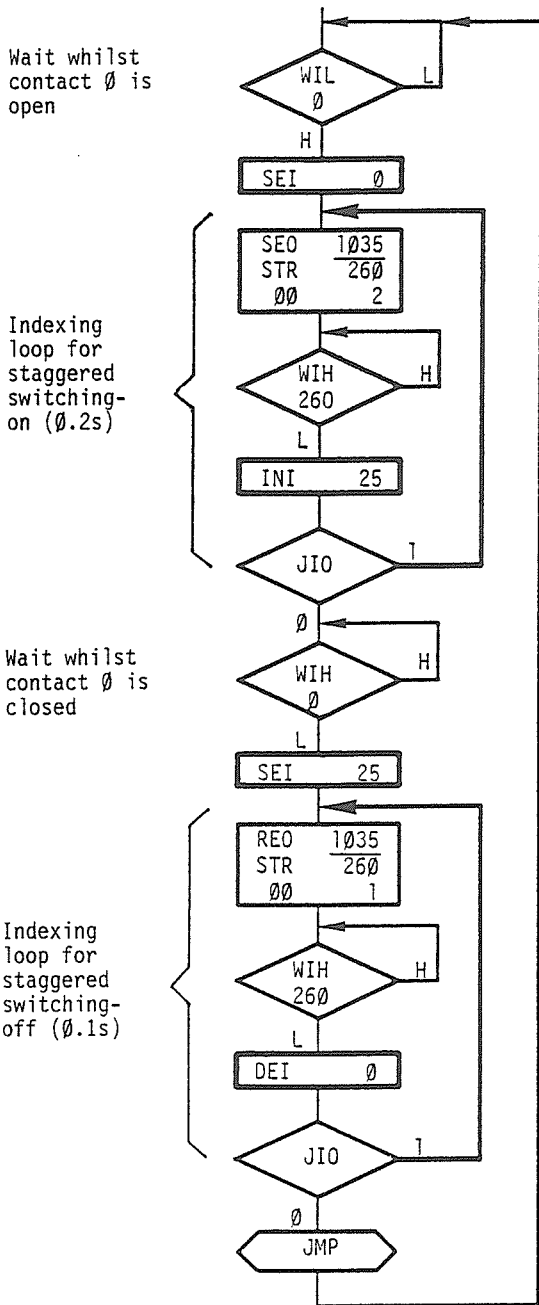 Wait whilst
contact Ø is
open
WIL
Ø
L
H
SEI Ø
Indexing
loop for
staggered
switching-
on (Ø.2s)
SEO 1Ø35
STR 26Ø
00 2
WIH
260
H
L
INI 25
JIO
1
Ø
Wait whilst
contact Ø is
closed
WIH
Ø
H
L
SEI 25
Indexing
loop for
staggered
switching-
off (Ø.1s)
REO 1Ø35
STR 26Ø
ØØ 1
WIH
26Ø
H
L
DEI Ø
JIO
1
Ø
JMP